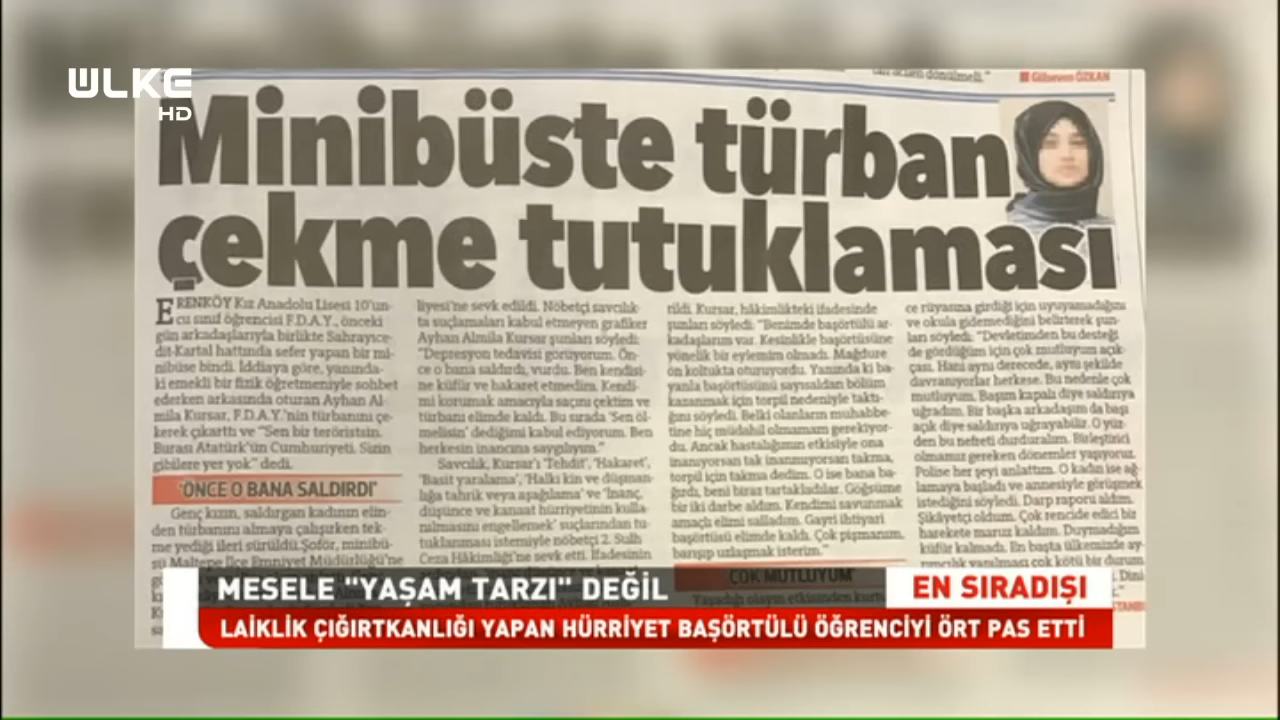 ÜLKE
HD
Gülseven ÖZKAN
Minibüste türban
çekme tutuklaması
ERENKÖY Kız Anadolu Lisesi 10'un-
cu sınıf öğrencisi F.D.A.Y., önceki
gün arkadaşlarıyla birlikte Sahrayıce-
dit-Kartal hattında sefer yapan bir mi-
nibüse bindi. İddiaya göre, yanında-
ki emekli bir fizik öğretmeniyle sohbet
ederken arkasında oturan Ayhan Al-
mila Kursar, F.D.A.Y.'nin türbanını çe-
kerek çıkarttı ve "Sen bir teröristsin.
Burası Atatürk'ün Cumhuriyeti. Sizin
gibilere yer yok" dedi.
'ÖNCE O BANA SALDIRDI'
Genç kızın, saldırgan kadının elin-
den türbanını almaya çalışırken tek-
me yediği ileri sürüldü. Şoför, minibü-
sü Maltepe İlçe Emniyet Müdürlüğü'ne
liyesi'ne sevk edildi. Nöbetçi savcılık-
ta suçlamaları kabul etmeyen grafiker
Ayhan Almila Kursar şunları söyledi:
"Depresyon tedavisi görüyorum. Ön-
ce o bana saldırdı, vurdu. Ben kendisi-
ne küfür ve hakaret etmedim. Kendi-
mi korumak amacıyla saçını çektim ve
türbanı elimde kaldı. Bu sırada 'Sen öl-
melisin' dediğimi kabul ediyorum. Ben
herkesin inancına saygılıyım."
Savcılık, Kursar'ı 'Tehdit', 'Hakaret',
'Basit yaralama', 'Halkı kin ve düşman-
lığa tahrik veya aşağılama' ve 'İnanç,
düşünce ve kanaat hürriyetinin kulla-
nılmasını engellemek' suçlarından tu-
tuklanması istemiyle nöbetçi 2. Sulh
Ceza Hâkimliği'ne sevk etti. İfadesinin
rildi. Kursar, hâkimlikteki ifadesinde
şunları söyledi: "Benimde başörtülü ar-
kadaşlarım var. Kesinlikle başörtüsüne
yönelik bir eylemim olmadı. Mağdure
ön koltukta oturuyordu. Yanında ki ba-
yanla başörtüsünü sayısaldan bölüm
kazanmak için torpil nedeniyle taktı-
ğını söyledi. Belki olanların muhabbe-
tine hiç müdahil olmamam gerekiyor-
du. Ancak hastalığımın etkisiyle ona
inanıyorsan tak inanmıyorsan takma,
torpil için takma dedim. O ise bana ba-
ğırdı, beni biraz tartakladılar. Göğsüme
bir iki darbe aldım. Kendimi savunmak
amaçlı elimi salladım. Gayri ihtiyari
başörtüsü elimde kaldı. Çok pişmanım,
barışıp uzlaşmak isterim."
ÇOK MUTLUYUM'
ce rüyasına girdiği için uyuyamadığını
ve okula gidemediğini belirterek şun-
ları söyledi: "Devletimden bu desteği
de gördüğüm için çok mutluyum açık-
çası. Hani aynı derecede, aynı şekilde
davranıyorlar herkese. Bu nedenle çok
mutluyum. Başım kapalı diye saldırıya
uğradım. Bir başka arkadaşım da başı
açık diye saldırıya uğrayabilir. O yüz-
den bu nefreti durduralım. Birleştirici
olmamız gereken dönemler yaşıyoruz.
Polise her şeyi anlattım. O kadın ise ağ-
lamaya başladı ve annesiyle görüşmek
istediğini söyledi. Darp raporu aldım.
Şikâyetçi oldum. Çok rencide edici bir
harekete maruz kaldım. Duymadığım
küfür kalmadı. En başta ülkemizde ay-
rımcılık yapılması çok kötü bir durum
MESELE "YAŞAM TARZI" DEĞİL
EN SIRADIŞI
LAİKLİK ÇIĞIRTKANLIĞI YAPAN HÜRRİYET BAŞÖRTÜLÜ ÖĞRENCİYİ ÖRT PAS ETTİ